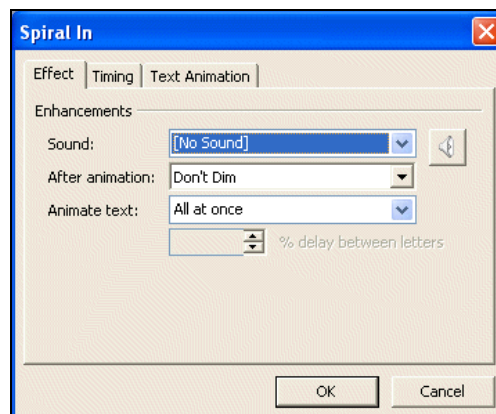 Spiral In
Effect Timing Text Animation
Enhancements
Sound: [No Sound]
After animation: Don't Dim
Animate text: All at once
% delay between letters
OK Cancel